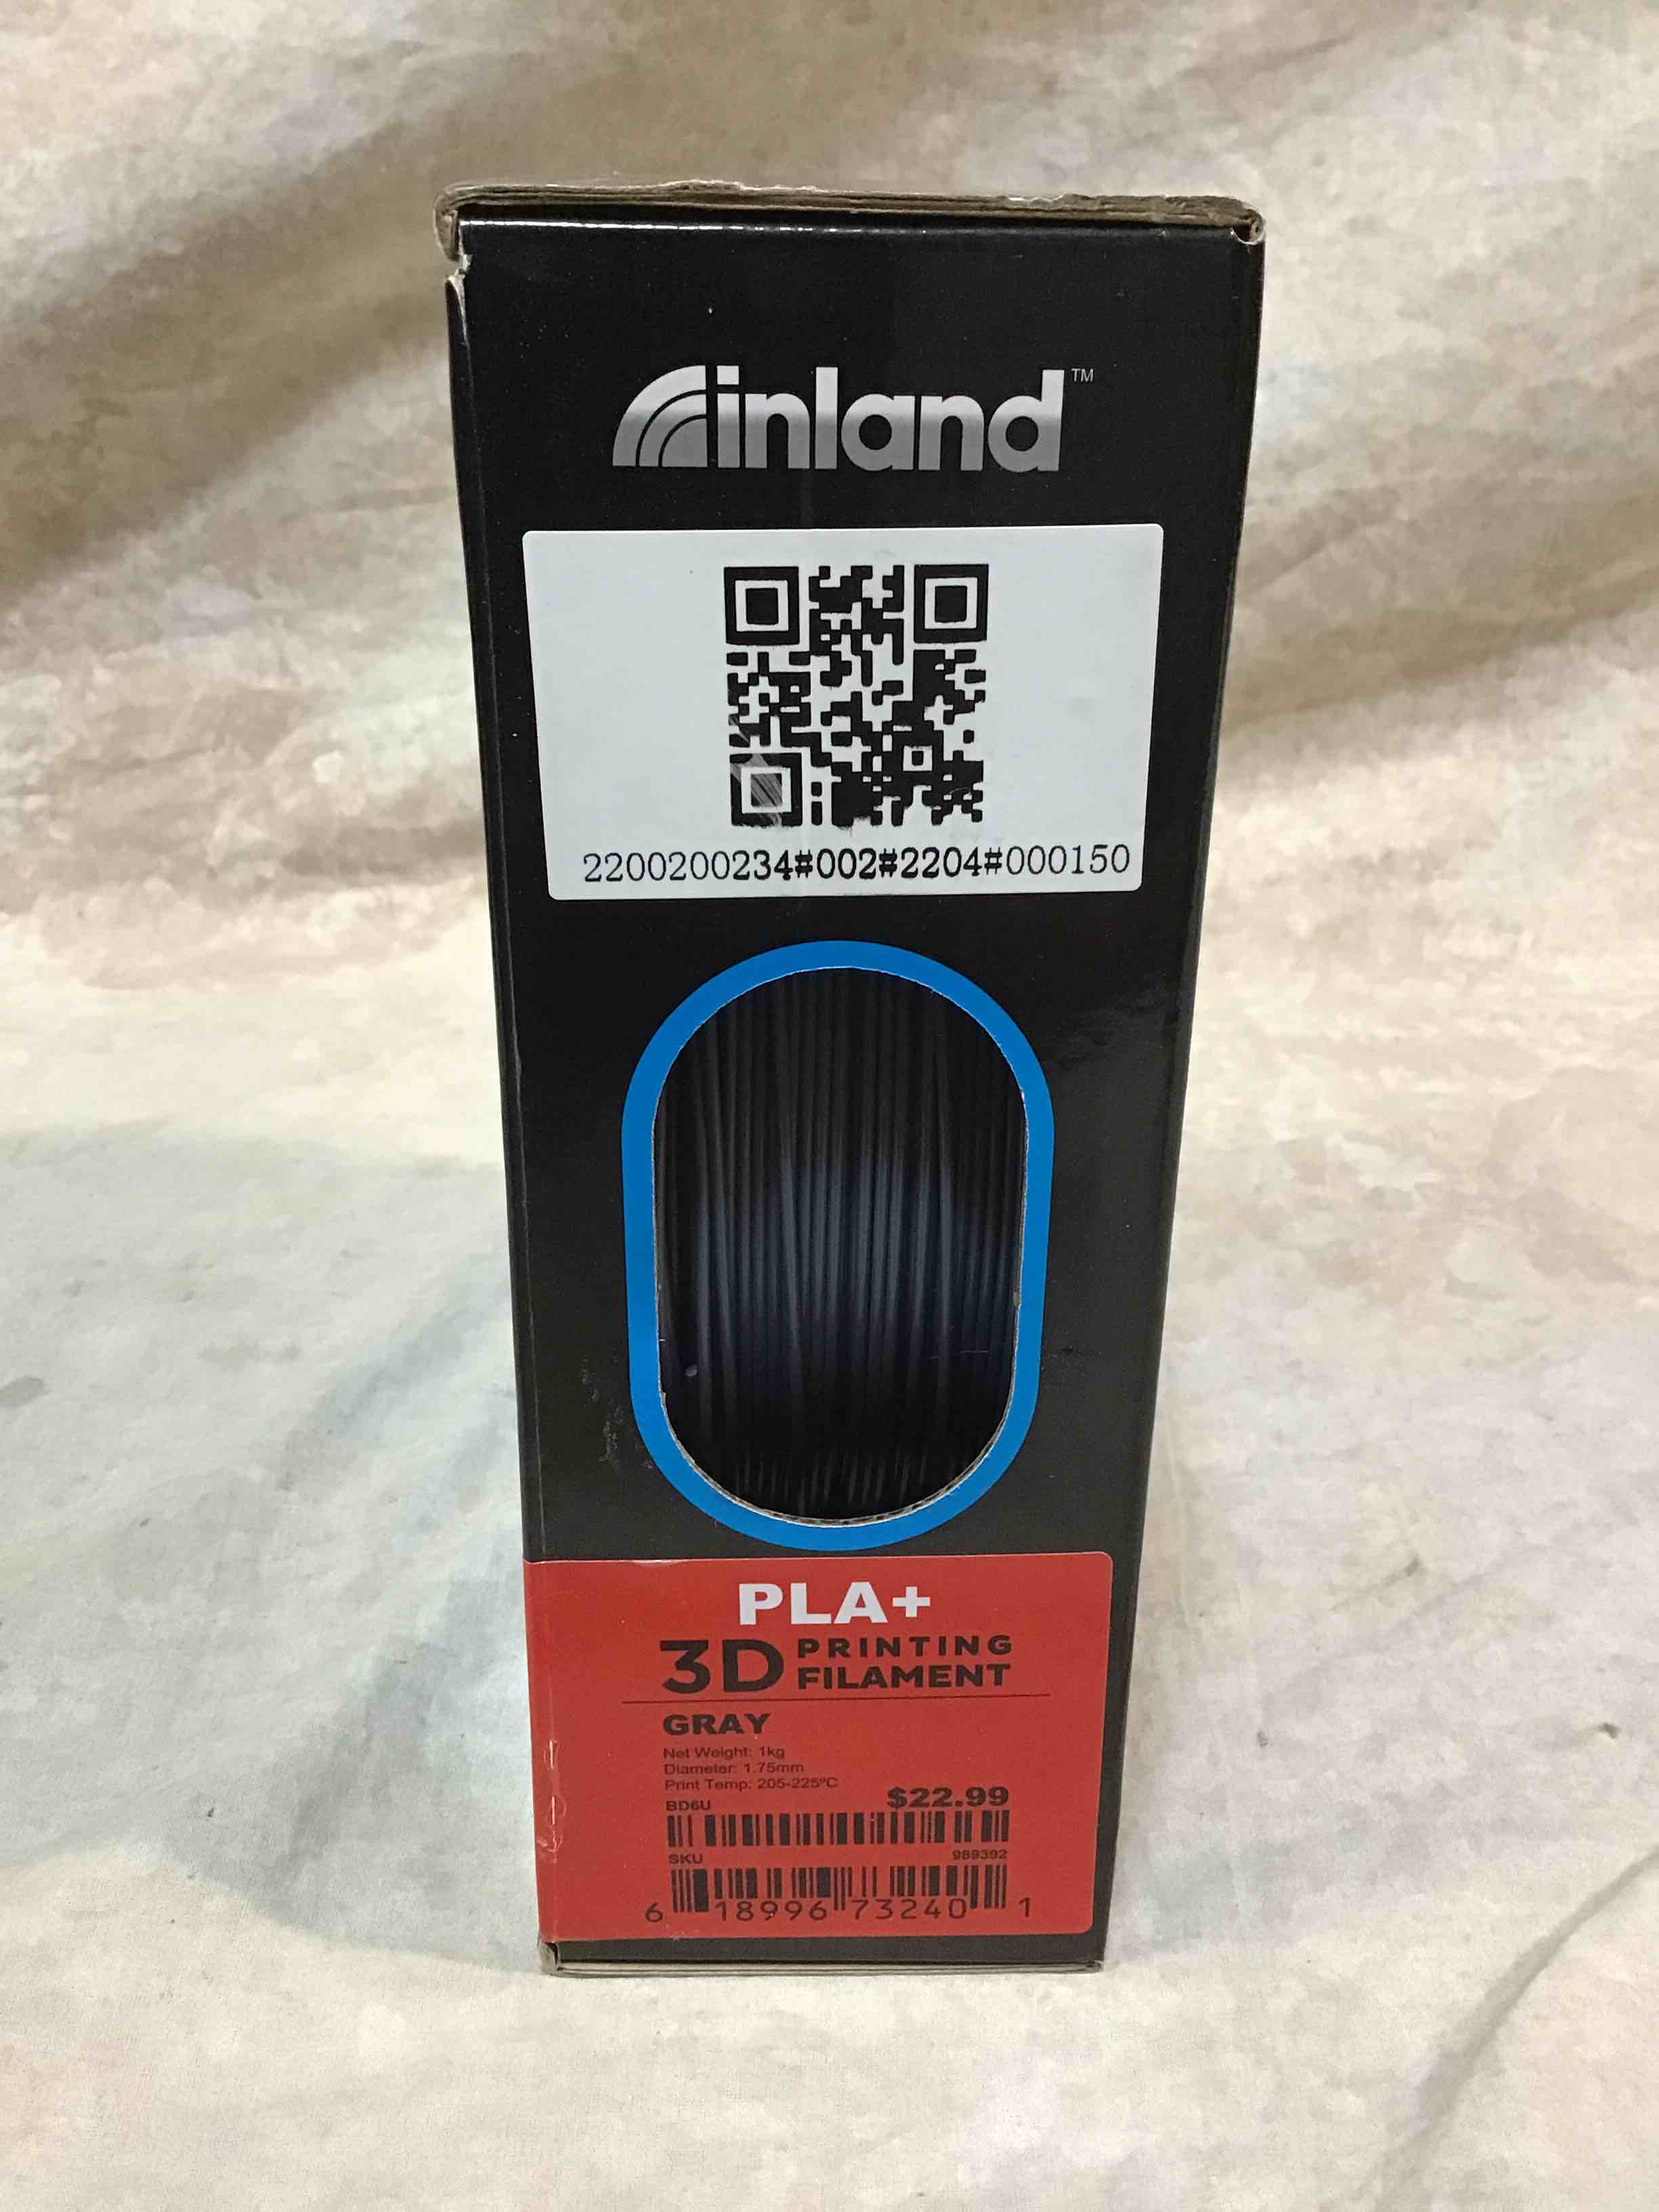 inland™
2200200234#002#2204#000150
PLA+
3D PRINTING
FILAMENT
GRAY
Net Weight: 1kg
Diameter: 1.75mm
Print Temp: 205-225ºC
BD6U $22.99
SKU 989392
6 18996 73240 1